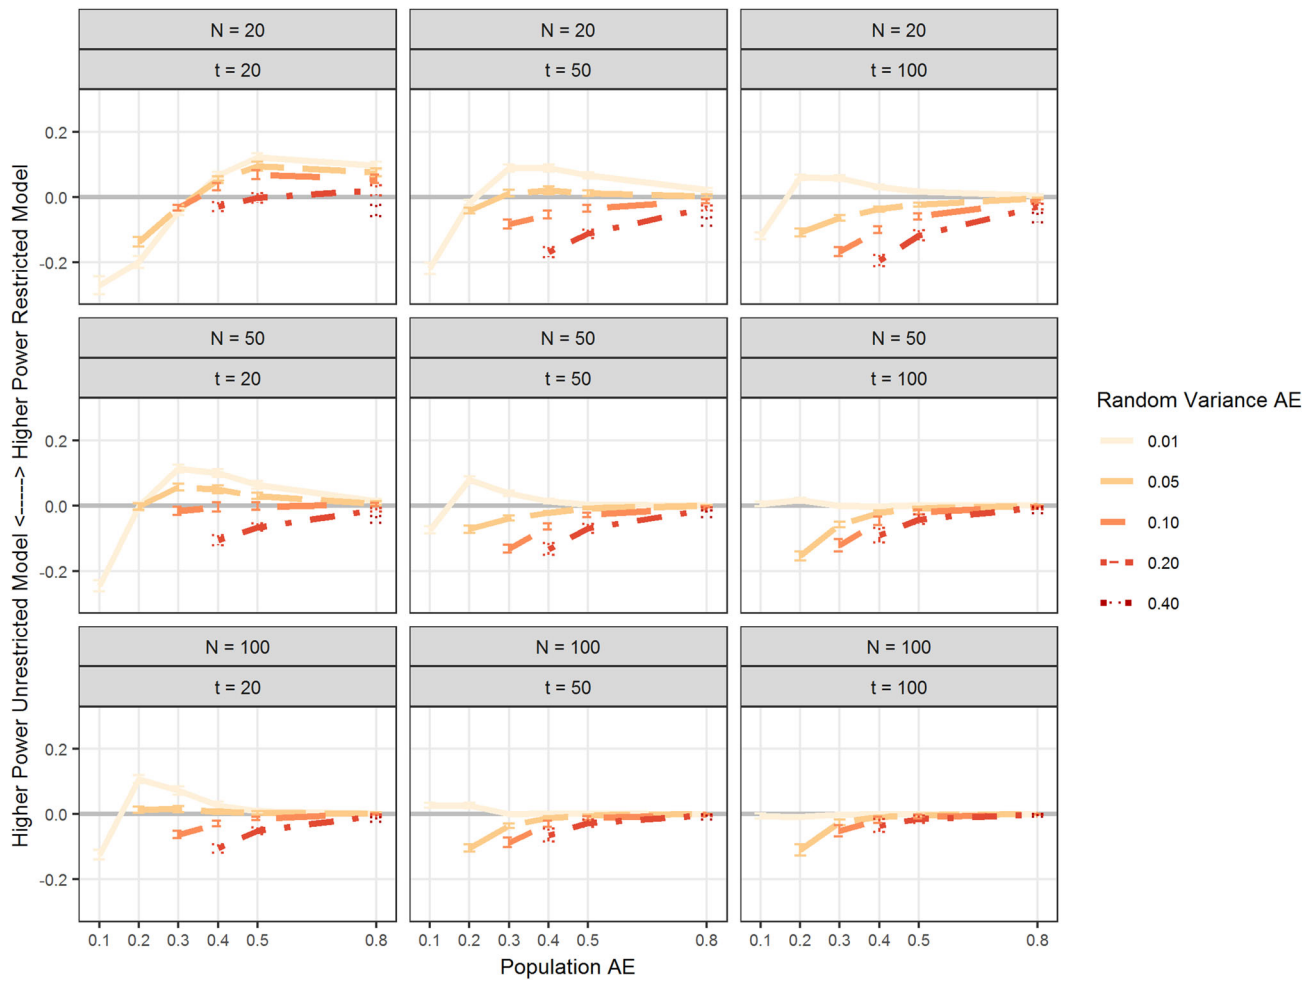 N = 20
N = 20
N = 20
t = 20
t = 50
t = 100
0.2
0.0
-0.2
N = 50
N = 50
N = 50
t = 20
t = 50
t = 100
0.2
0.0
-0.2
N = 100
N = 100
N = 100
t = 20
t = 50
t = 100
0.2
0.0
-0.2
0.1 0.2 0.3 0.4 0.5 0.8
0.1 0.2 0.3 0.4 0.5 0.8
0.1 0.2 0.3 0.4 0.5 0.8
Population AE
Higher Power Unrestricted Model <------> Higher Power Restricted Model
Random Variance AE
0.01
0.05
0.10
0.20
0.40